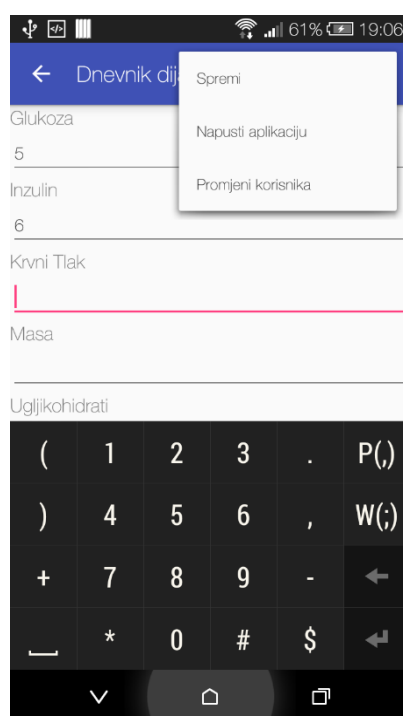 61% 19:06
Dnevnik dij
Spremi
Napusti aplikaciju
Promjeni korisnika
Glukoza
5
Inzulin
6
Krvni Tlak
Masa
Ugljikohidrati
( 1 2 3 . P(,)
) 4 5 6 , W(;)
+ 7 8 9 -
* 0 # $